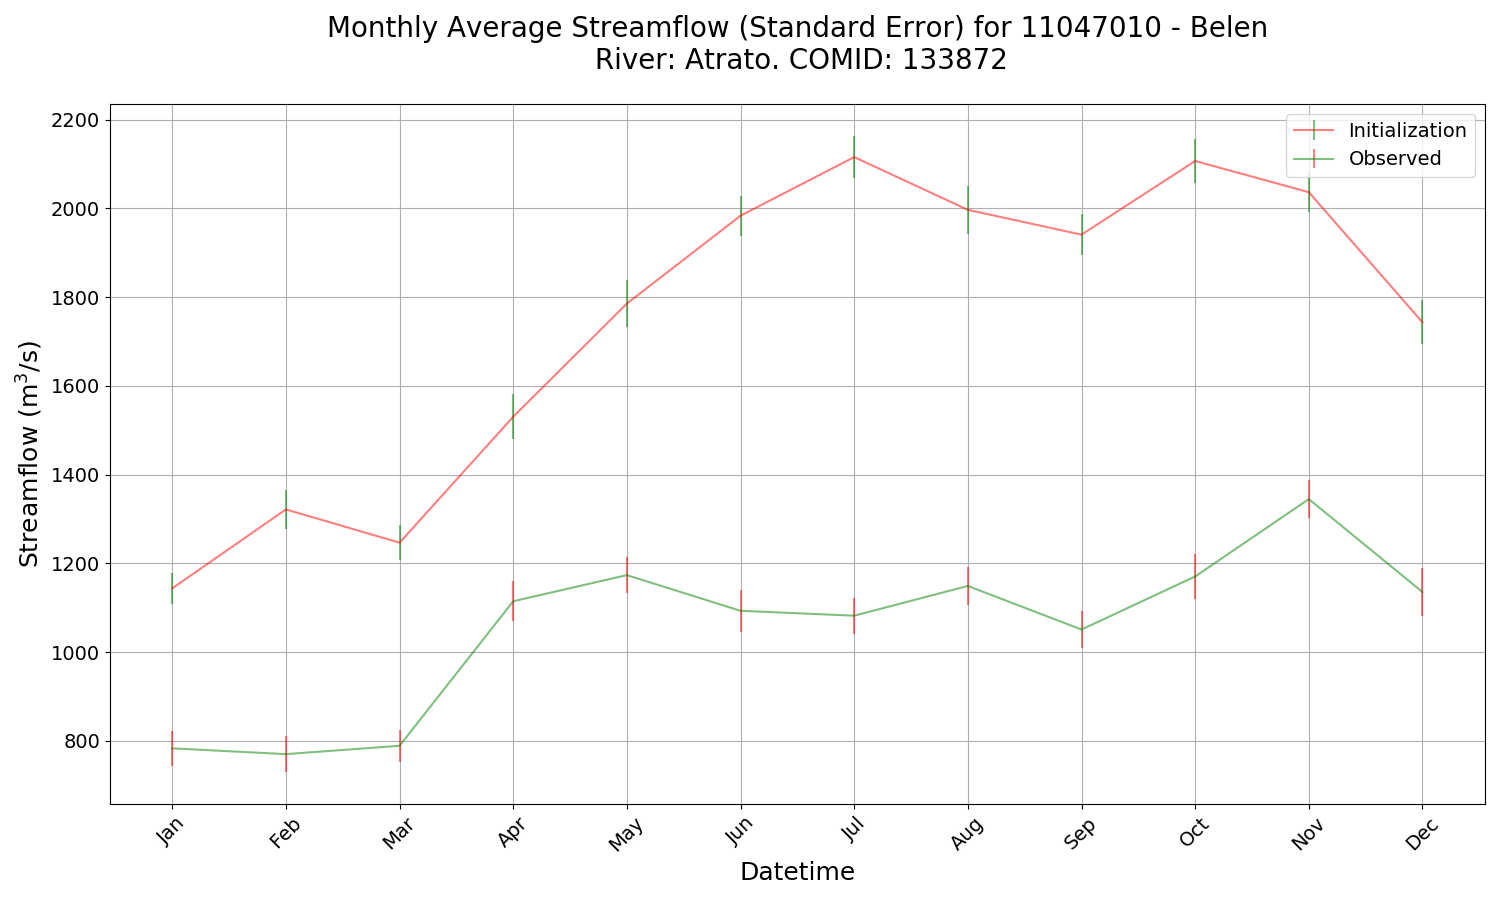 Monthly Average Streamflow (Standard Error) for 11047010 - Belen
River: Atrato. COMID: 133872
Initialization
Observed
Streamflow (m³/s)
2200
2000
1800
1600
1400
1200
1000
800
Jan Feb Mar Apr May Jun Jul Aug Sep Oct Nov Dec
Datetime